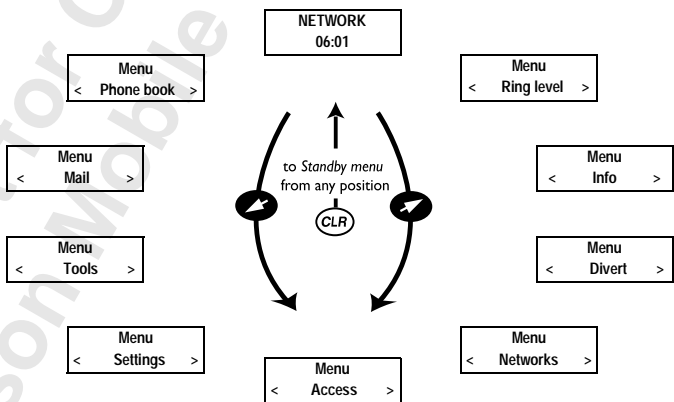 NETWORK
06:01
Menu
< Phone book >
Menu
< Ring level >
Menu
< Mail >
Menu
< Info >
to Standby menu
from any position
CLR
Menu
< Tools >
Menu
< Divert >
Menu
< Settings >
Menu
< Networks >
Menu
< Access >